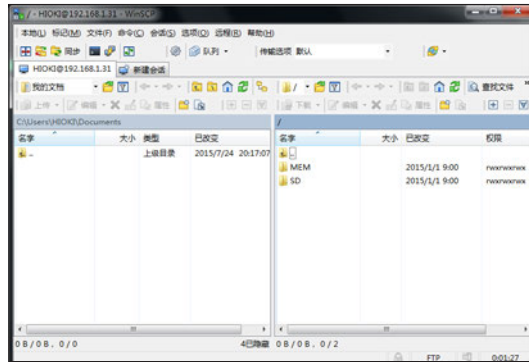 / - HIOKI@192.168.1.31 - WinSCP
本地(L) 标记(M) 文件(F) 命令(C) 会话(S) 选项(O) 远程(R) 帮助(H)
同步 队列 传输选项 默认
HIOKI@192.168.1.31 新建会话
我的文档 / 查找文件
上传 编辑 属性 下载 编辑 属性
C:\Users\HIOKI\Documents /
名字 大小 类型 已改变 名字 大小 已改变 权限
.. 上级目录 2015/7/24 20:17:07 ..
MEM 2015/1/1 9:00 rwxrwxrwx
SD 2015/1/1 9:00 rwxrwxrwx
0 B / 0 B, 0 / 0 4已隐藏 0 B / 0 B, 0 / 2
FTP 0:01:27